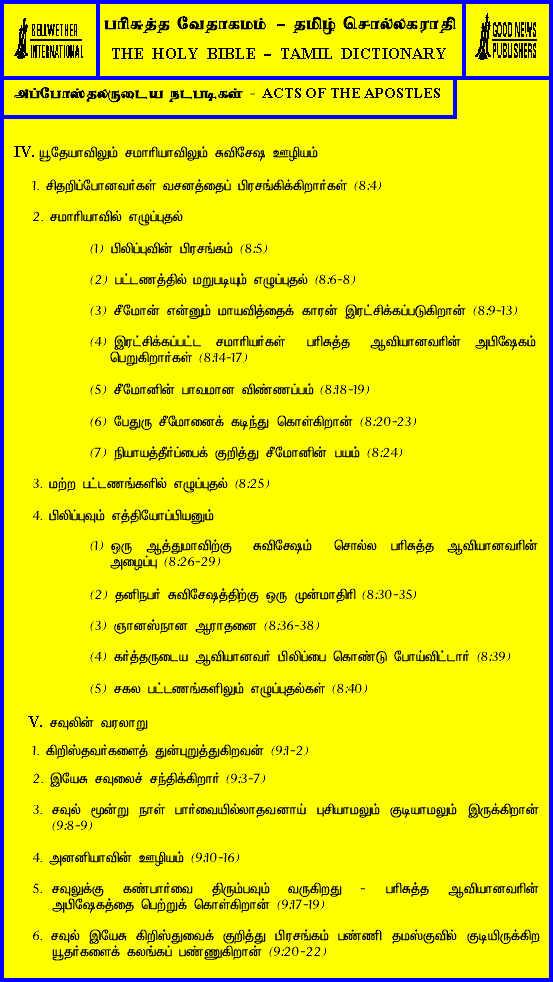 BELLWETHER
INTERNATIONAL
பரிசுத்த வேதாகமம் – தமிழ் சொல்லகராதி
THE HOLY BIBLE – TAMIL DICTIONARY
GOOD NEWS
PUBLISHERS
அப்போஸ்தலருடைய நடபடிகள் - ACTS OF THE APOSTLES
IV. யூதேயாவிலும் சமாரியாவிலும் சுவிசேஷ ஊழியம்
1. சிதறிப்போனவர்கள் வசனத்தைப் பிரசங்கிக்கிறார்கள் (8:4)
2. சமாரியாவில் எழுப்புதல்
(1) பிலிப்புவின் பிரசங்கம் (8:5)
(2) பட்டணத்தில் மறுபடியும் எழுப்புதல் (8:6-8)
(3) சீமோன் என்னும் மாயவித்தைக் காரன் இரட்சிக்கப்படுகிறான் (8:9-13)
(4) இரட்சிக்கப்பட்ட சமாரியர்கள் பரிசுத்த ஆவியானவரின் அபிஷேகம்
பெறுகிறார்கள் (8:14-17)
(5) சீமோனின் பாவமான விண்ணப்பம் (8:18-19)
(6) பேதுரு சீமோனைக் கடிந்து கொள்கிறான் (8:20-23)
(7) நியாயத்தீர்ப்பைக் குறித்து சீமோனின் பயம் (8:24)
3. மற்ற பட்டணங்களில் எழுப்புதல் (8:25)
4. பிலிப்புவும் எத்தியோப்பியனும்
(1) ஒரு ஆத்துமாவிற்கு சுவிசேஷம் சொல்ல பரிசுத்த ஆவியானவரின்
அழைப்பு (8:26-29)
(2) தனிநபர் சுவிசேஷத்திற்கு ஒரு முன்மாதிரி (8:30-35)
(3) ஞானஸ்நான ஆராதனை (8:36-38)
(4) கர்த்தருடைய ஆவியானவர் பிலிப்பை கொண்டு போய்விட்டார் (8:39)
(5) சகல பட்டணங்களிலும் எழுப்புதல்கள் (8:40)
V. சவுலின் வரலாறு
1. கிறிஸ்தவர்களைத் துன்புறுத்துகிறவன் (9:1-2)
2. இயேசு சவுலைச் சந்திக்கிறார் (9:3-7)
3. சவுல் மூன்று நாள் பார்வையில்லாதவனாய் புசியாமலும் குடியாமலும் இருக்கிறான்
(9:8-9)
4. அனனியாவின் ஊழியம் (9:10-16)
5. சவுலுக்கு கண்பார்வை திரும்பவும் வருகிறது - பரிசுத்த ஆவியானவரின்
அபிஷேகத்தை பெற்றுக் கொள்கிறான் (9:17-19)
6. சவுல் இயேசு கிறிஸ்துவைக் குறித்து பிரசங்கம் பண்ணி தமஸ்குவில் குடியிருக்கிற
யூதர்களைக் கலங்கப் பண்ணுகிறான் (9:20-22)